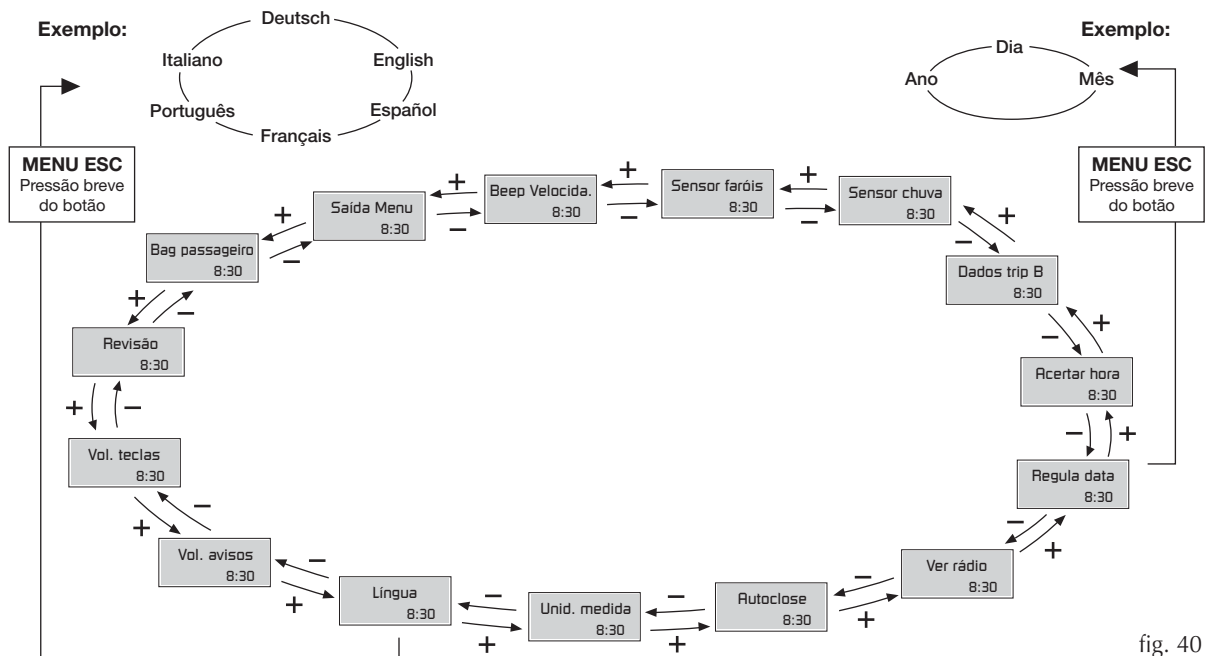 Exemplo:
Deutsch
Italiano
English
Português
Español
Français
Exemplo:
Dia
Ano
Mês
MENU ESC
Pressão breve
do botão
MENU ESC
Pressão breve
do botão
Beep Velocida.
8:30
Sensor faróis
8:30
Sensor chuva
8:30
Saída Menu
8:30
Bag passageiro
8:30
Dados trip B
8:30
Revisão
8:30
Acertar hora
8:30
Vol. teclas
8:30
Regula data
8:30
Vol. avisos
8:30
Ver rádio
8:30
Língua
8:30
Unid. medida
8:30
Autoclose
8:30
+ − + − + − + − + − + − + − + − + − + − + − + − + − + − + −
fig. 40